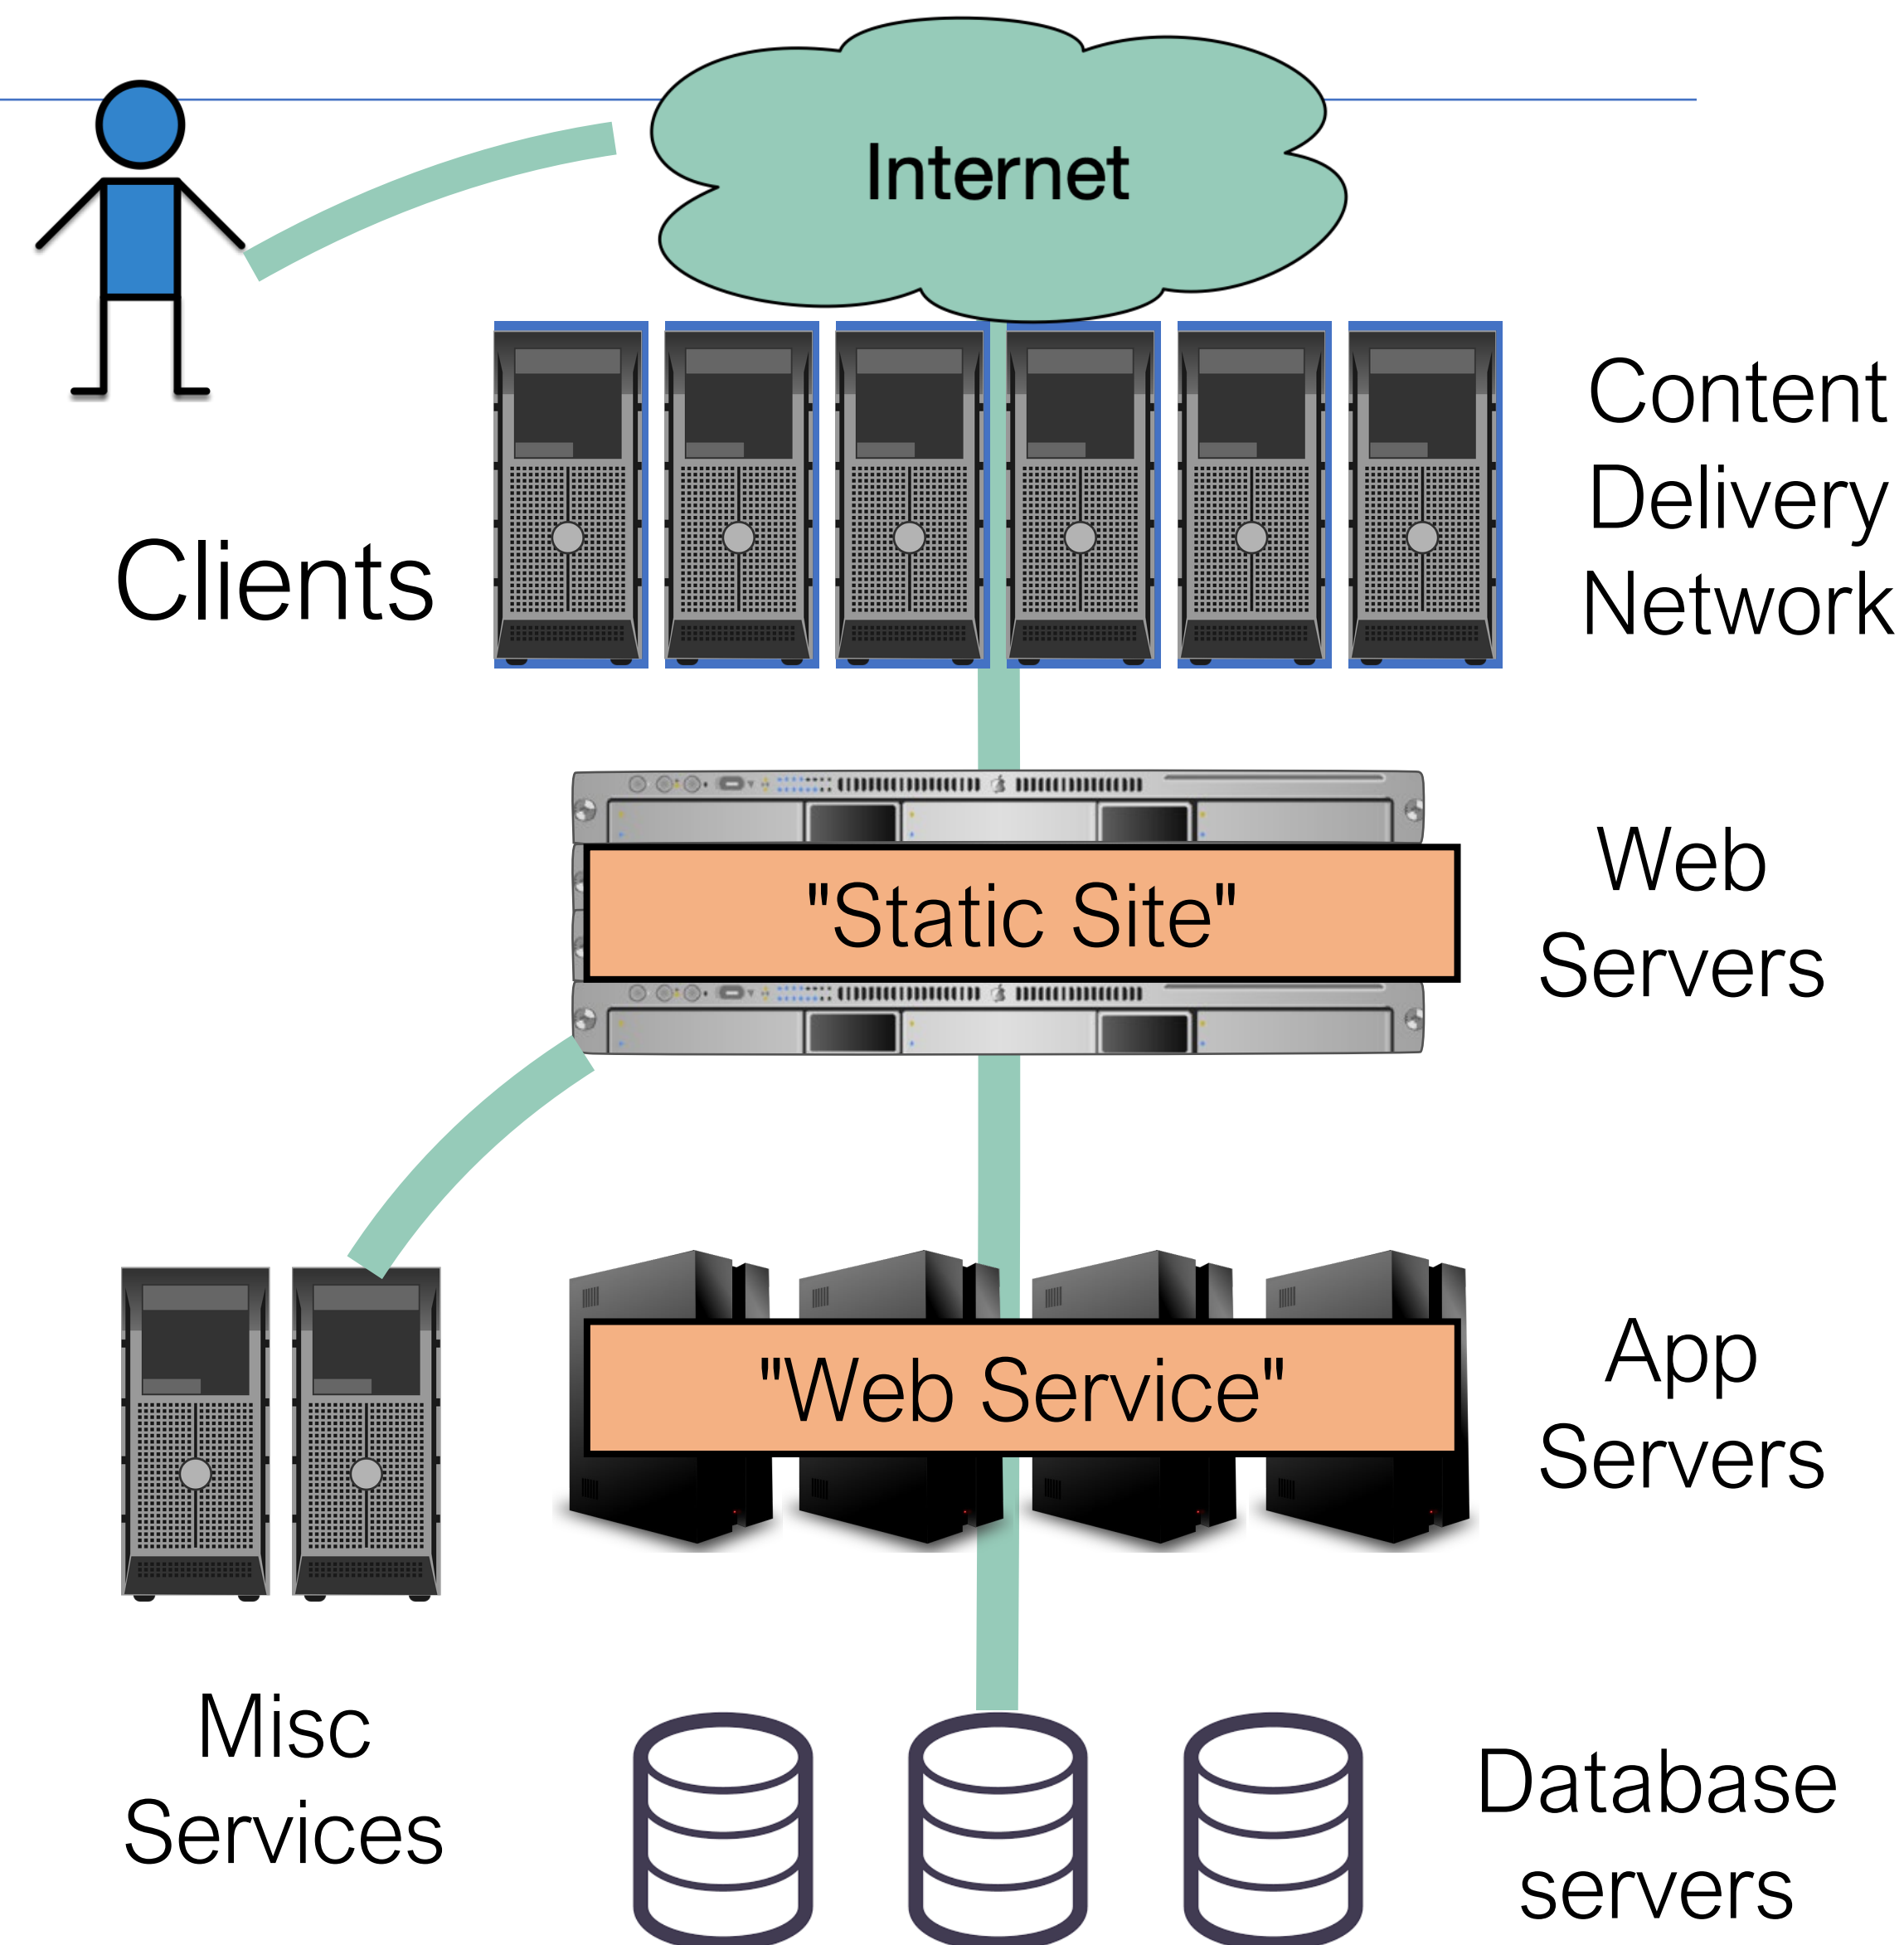 Internet
Content
Delivery
Network
Clients
"Static Site"
Web
Servers
"Web Service"
App
Servers
Misc
Services
Database
servers